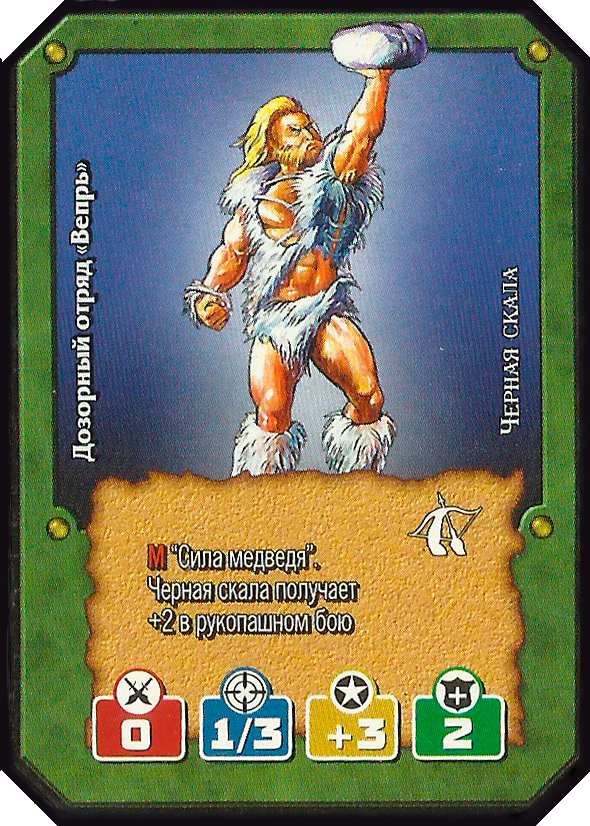 Дозорный отряд «Вепрь»
Черная скала
М "Сила медведя".
Черная скала получает
+2 в рукопашном бою
0
1/3
+3
2